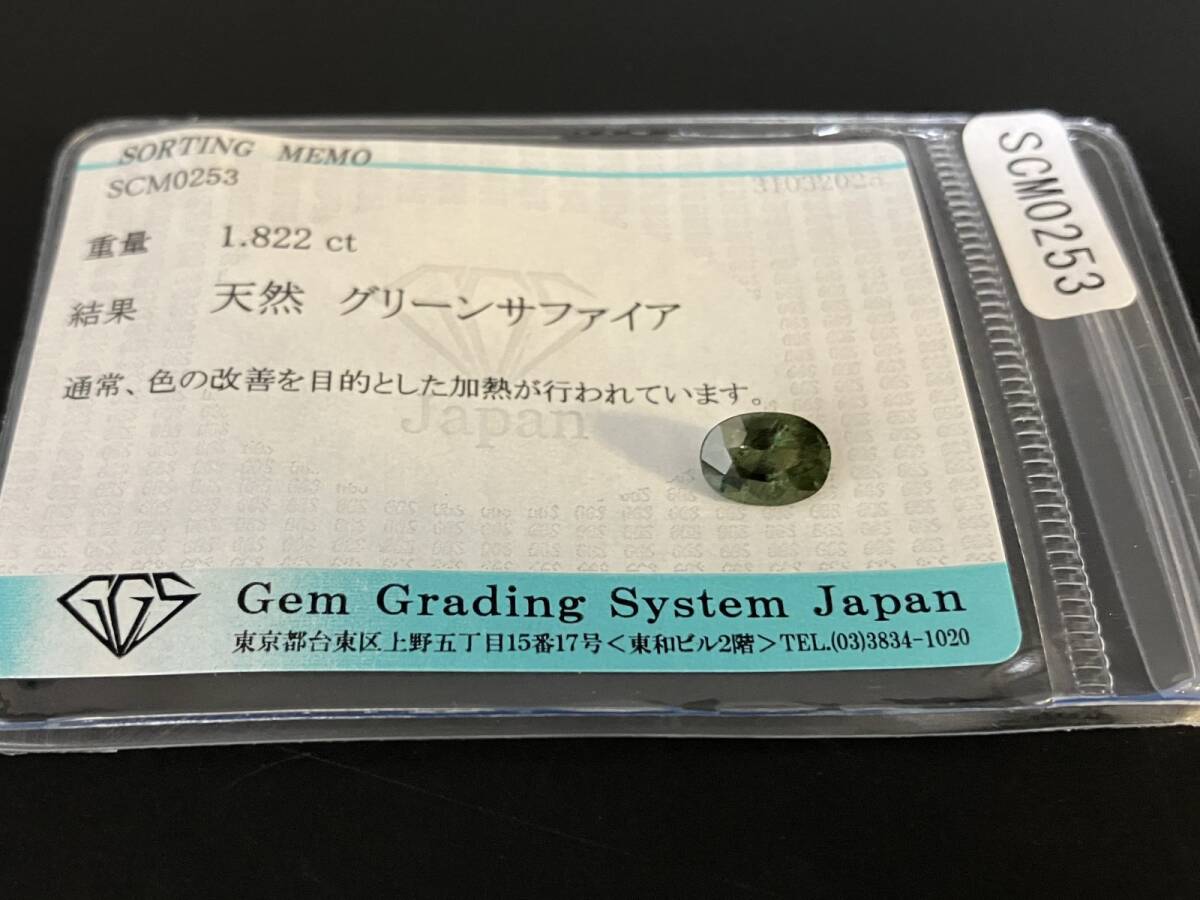 SORTING MEMO
SCM0253
重量 1.822 ct
結果 天然 グリーンサファイア
通常、色の改善を目的とした加熱が行われています。
Japan
GGS Gem Grading System Japan
東京都台東区上野五丁目15番17号＜東和ビル2階＞TEL.(03)3834-1020
SCM0253